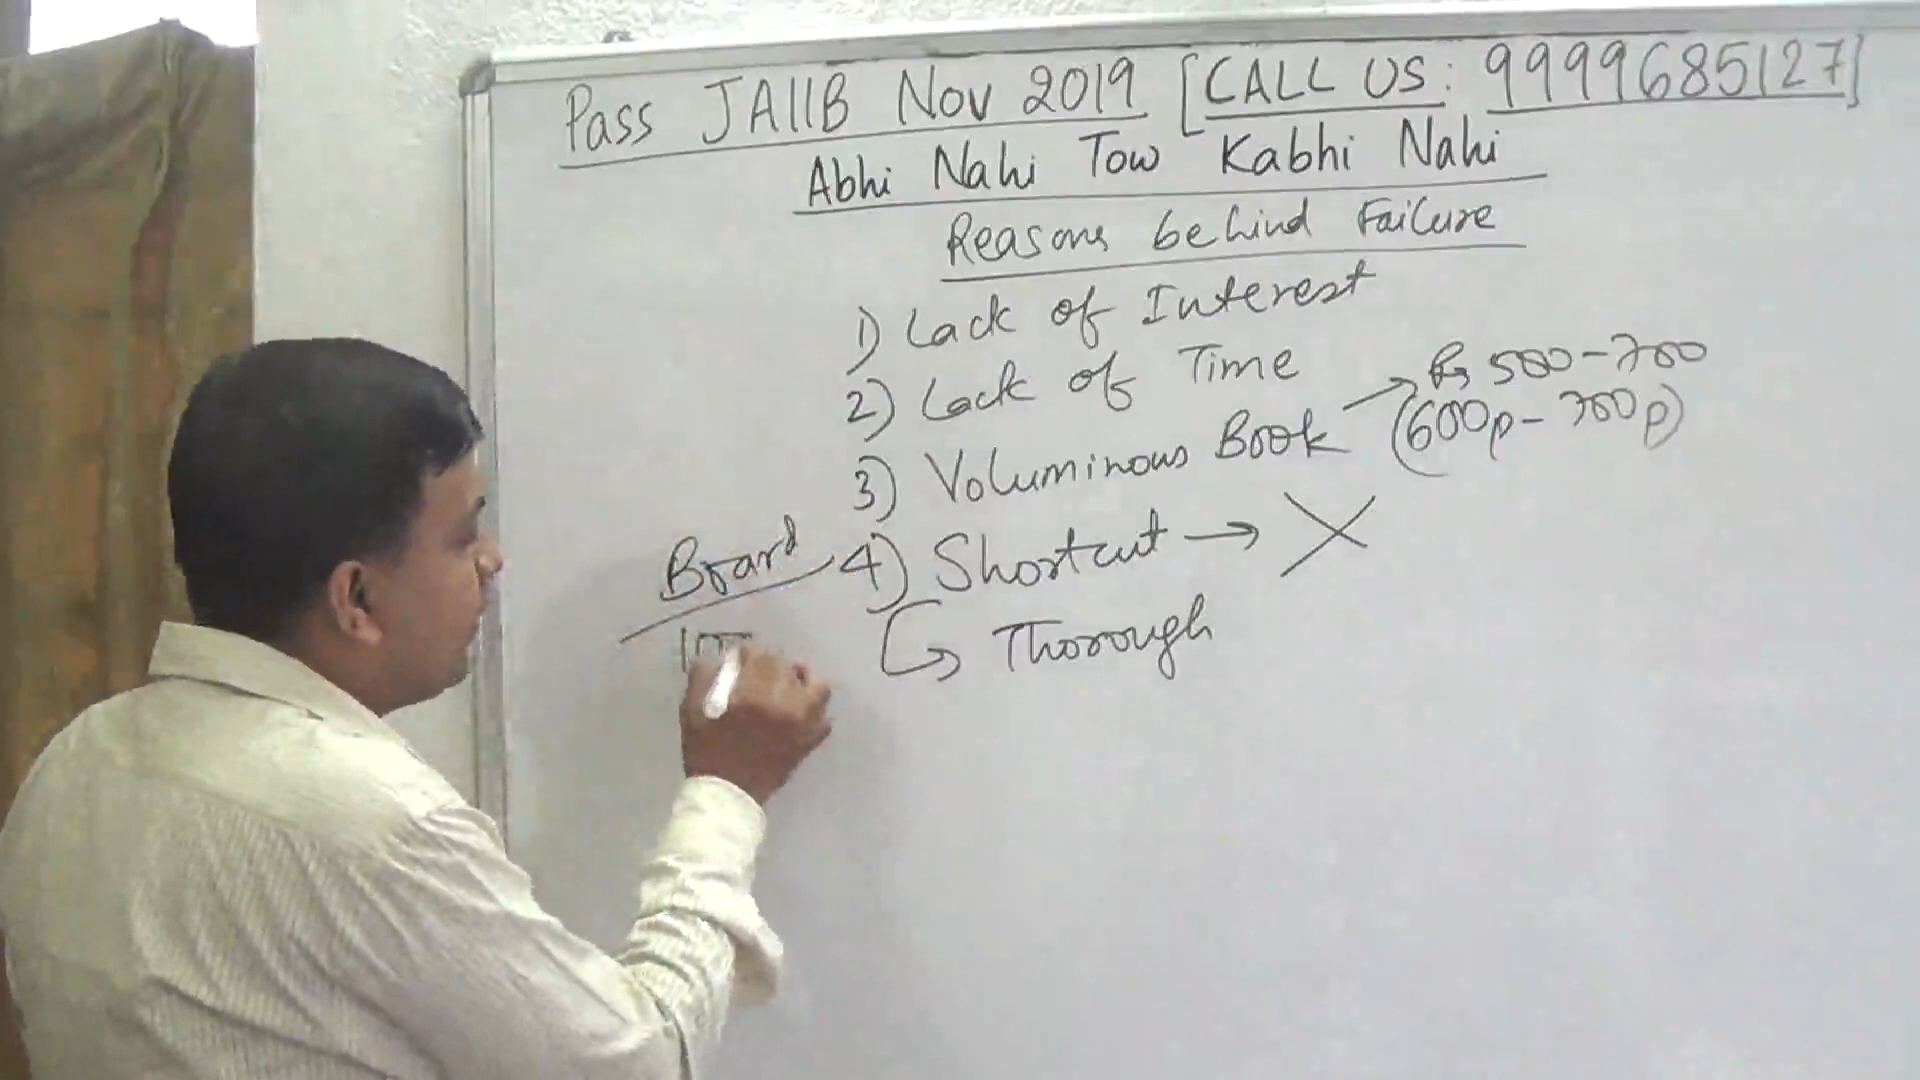 Pass JAIIB Nov 2019 [CALL US: 9999685127]
Abhi Nahi Tow Kabhi Nahi
Reasons behind Failure
1) Lack of Interest
2) Lack of Time
3) Voluminous Book → Rs 500-700
(600p-700p)
Board 4) Shortcut → X
Thorough